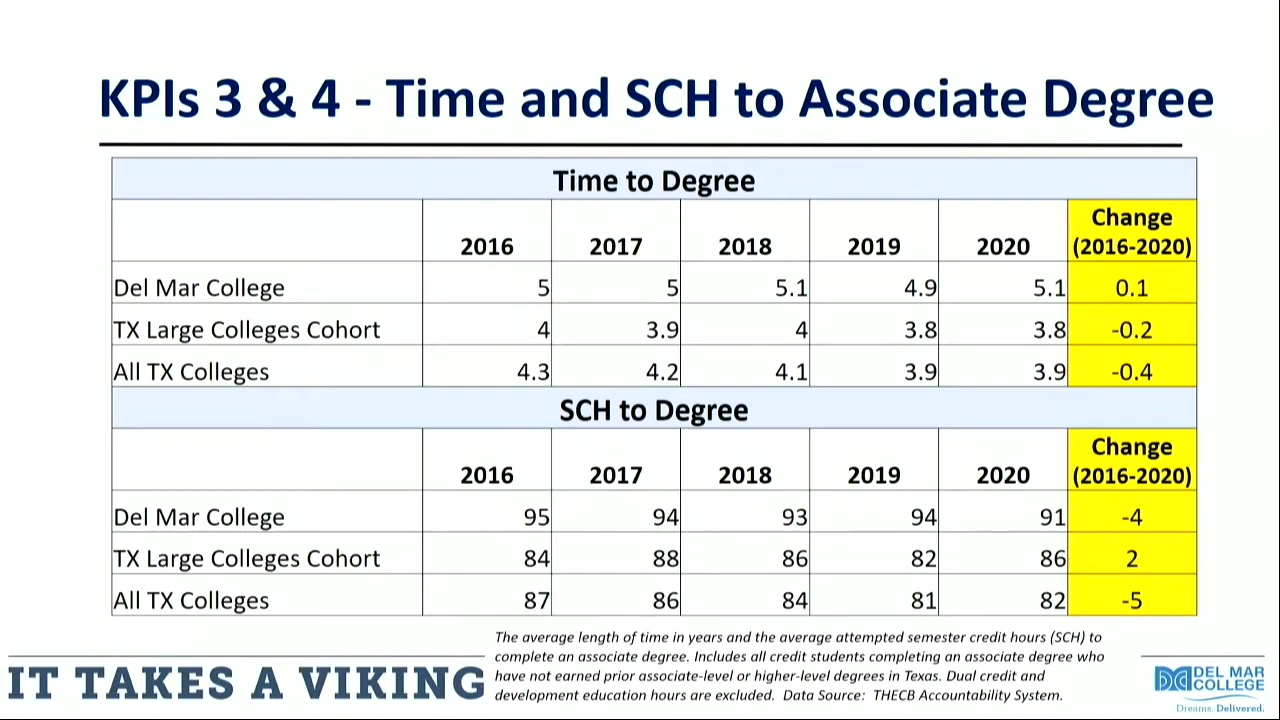 KPIs 3 & 4 - Time and SCH to Associate Degree
Time to Degree
2016 2017 2018 2019 2020 Change (2016-2020)
Del Mar College 5 5 5.1 4.9 5.1 0.1
TX Large Colleges Cohort 4 3.9 4 3.8 3.8 -0.2
All TX Colleges 4.3 4.2 4.1 3.9 3.9 -0.4
SCH to Degree
2016 2017 2018 2019 2020 Change (2016-2020)
Del Mar College 95 94 93 94 91 -4
TX Large Colleges Cohort 84 88 86 82 86 2
All TX Colleges 87 86 84 81 82 -5
The average length of time in years and the average attempted semester credit hours (SCH) to
complete an associate degree. Includes all credit students completing an associate degree who
have not earned prior associate-level or higher-level degrees in Texas. Dual credit and
development education hours are excluded. Data Source: THECB Accountability System.
IT TAKES A VIKING
DEL MAR
COLLEGE
Dreams. Delivered.